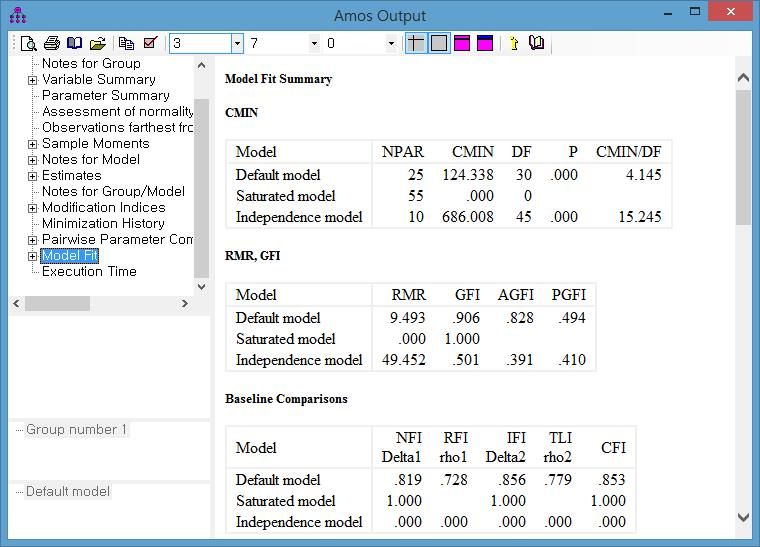 Amos Output
3 7 0
Notes for Group
Variable Summary
Parameter Summary
Assessment of normality
Observations farthest frc
Sample Moments
Notes for Model
Estimates
Notes for Group/Model
Modification Indices
Minimization History
Pairwise Parameter Com
Model Fit
Execution Time
Group number 1
Default model
Model Fit Summary
CMIN
Model NPAR CMIN DF P CMIN/DF
Default model 25 124.338 30 .000 4.145
Saturated model 55 .000 0
Independence model 10 686.008 45 .000 15.245
RMR, GFI
Model RMR GFI AGFI PGFI
Default model 9.493 .906 .828 .494
Saturated model .000 1.000
Independence model 49.452 .501 .391 .410
Baseline Comparisons
Model NFI RFI IFI TLI CFI
Delta1 rho1 Delta2 rho2
Default model .819 .728 .856 .779 .853
Saturated model 1.000 1.000 1.000
Independence model .000 .000 .000 .000 .000